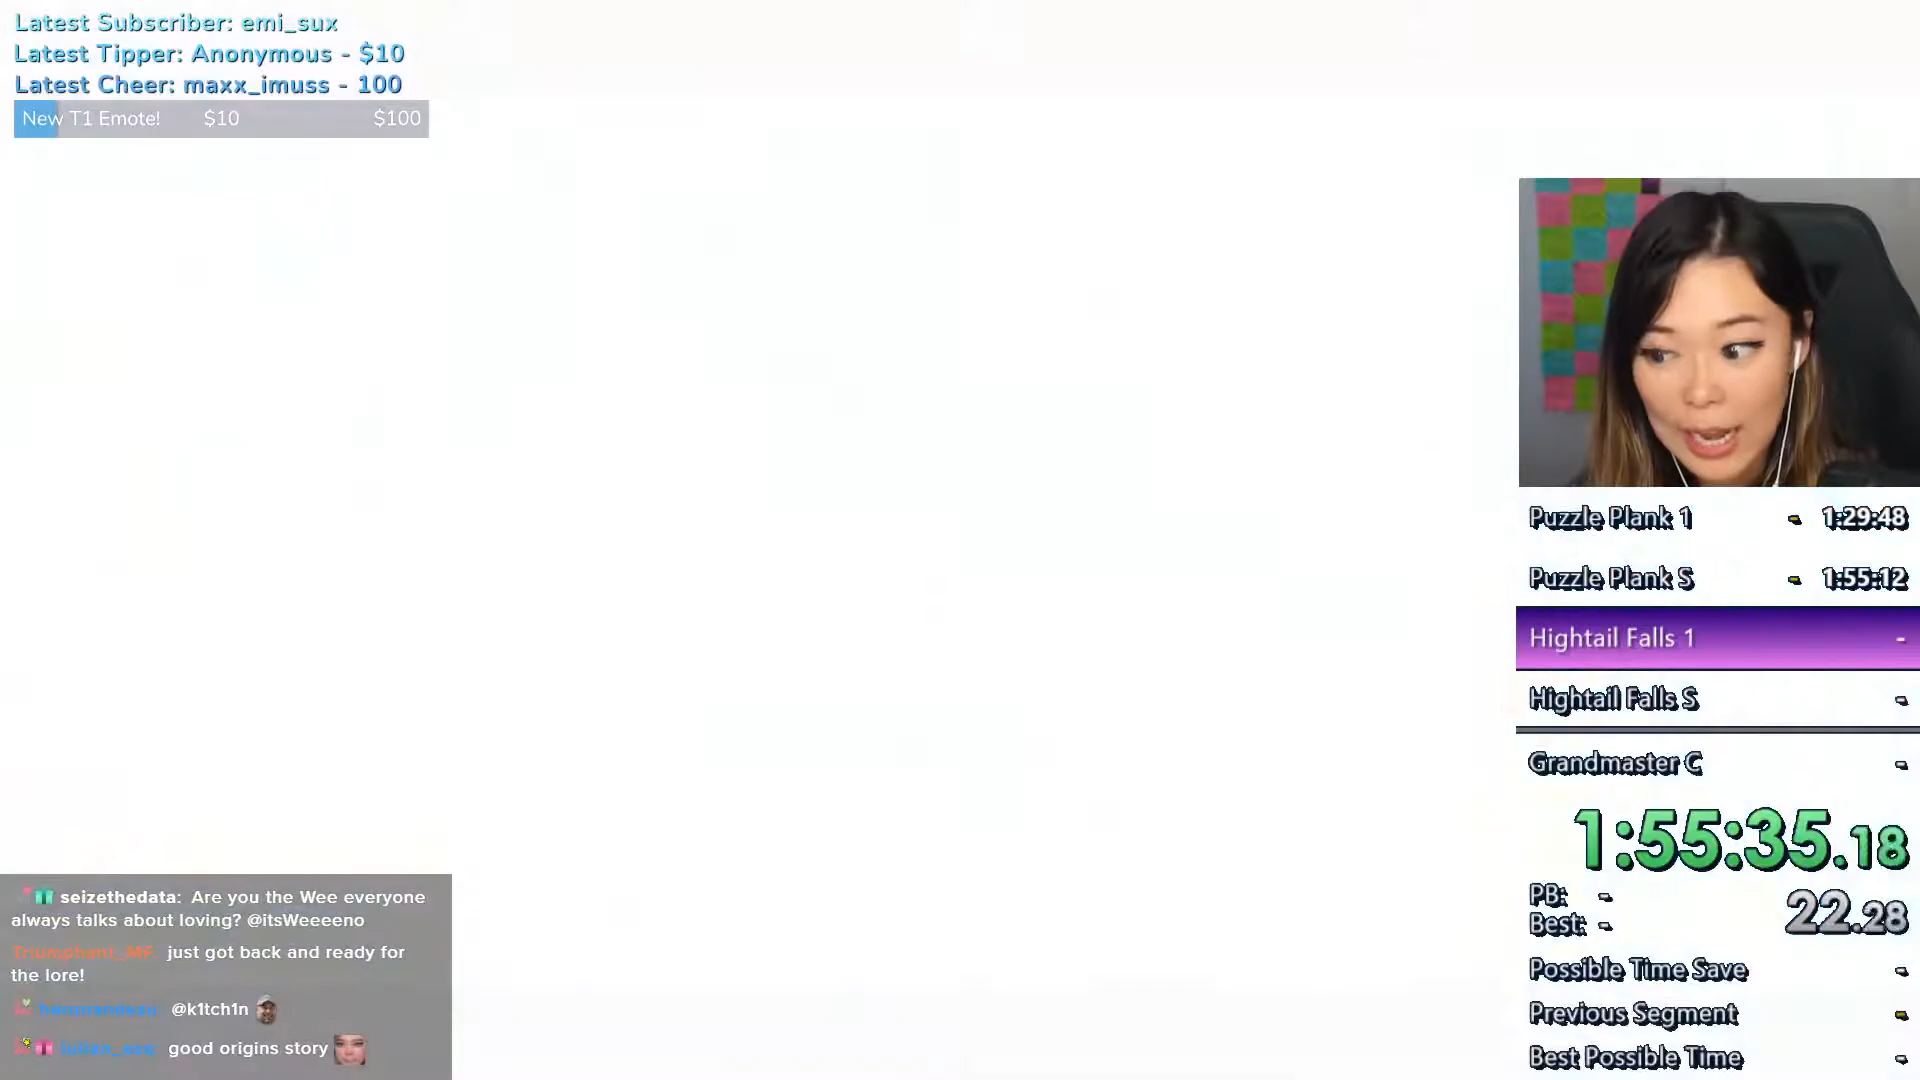 Latest Subscriber: emi_sux
Latest Tipper: Anonymous - $10
Latest Cheer: maxx_imuss - 100
New T1 Emote! $10 $100
Puzzle Plank 1 - 1:29:48
Puzzle Plank S - 1:55:12
Hightail Falls 1 -
Hightail Falls S -
Grandmaster C -
1:55:35.18
PB: -
Best: -
22.28
Possible Time Save -
Previous Segment -
Best Possible Time -
seizethedata: Are you the Wee everyone
always talks about loving? @itsWeeeeno
Triumphant_MF: just got back and ready for
the lore!
@k1tch1n
good origins story